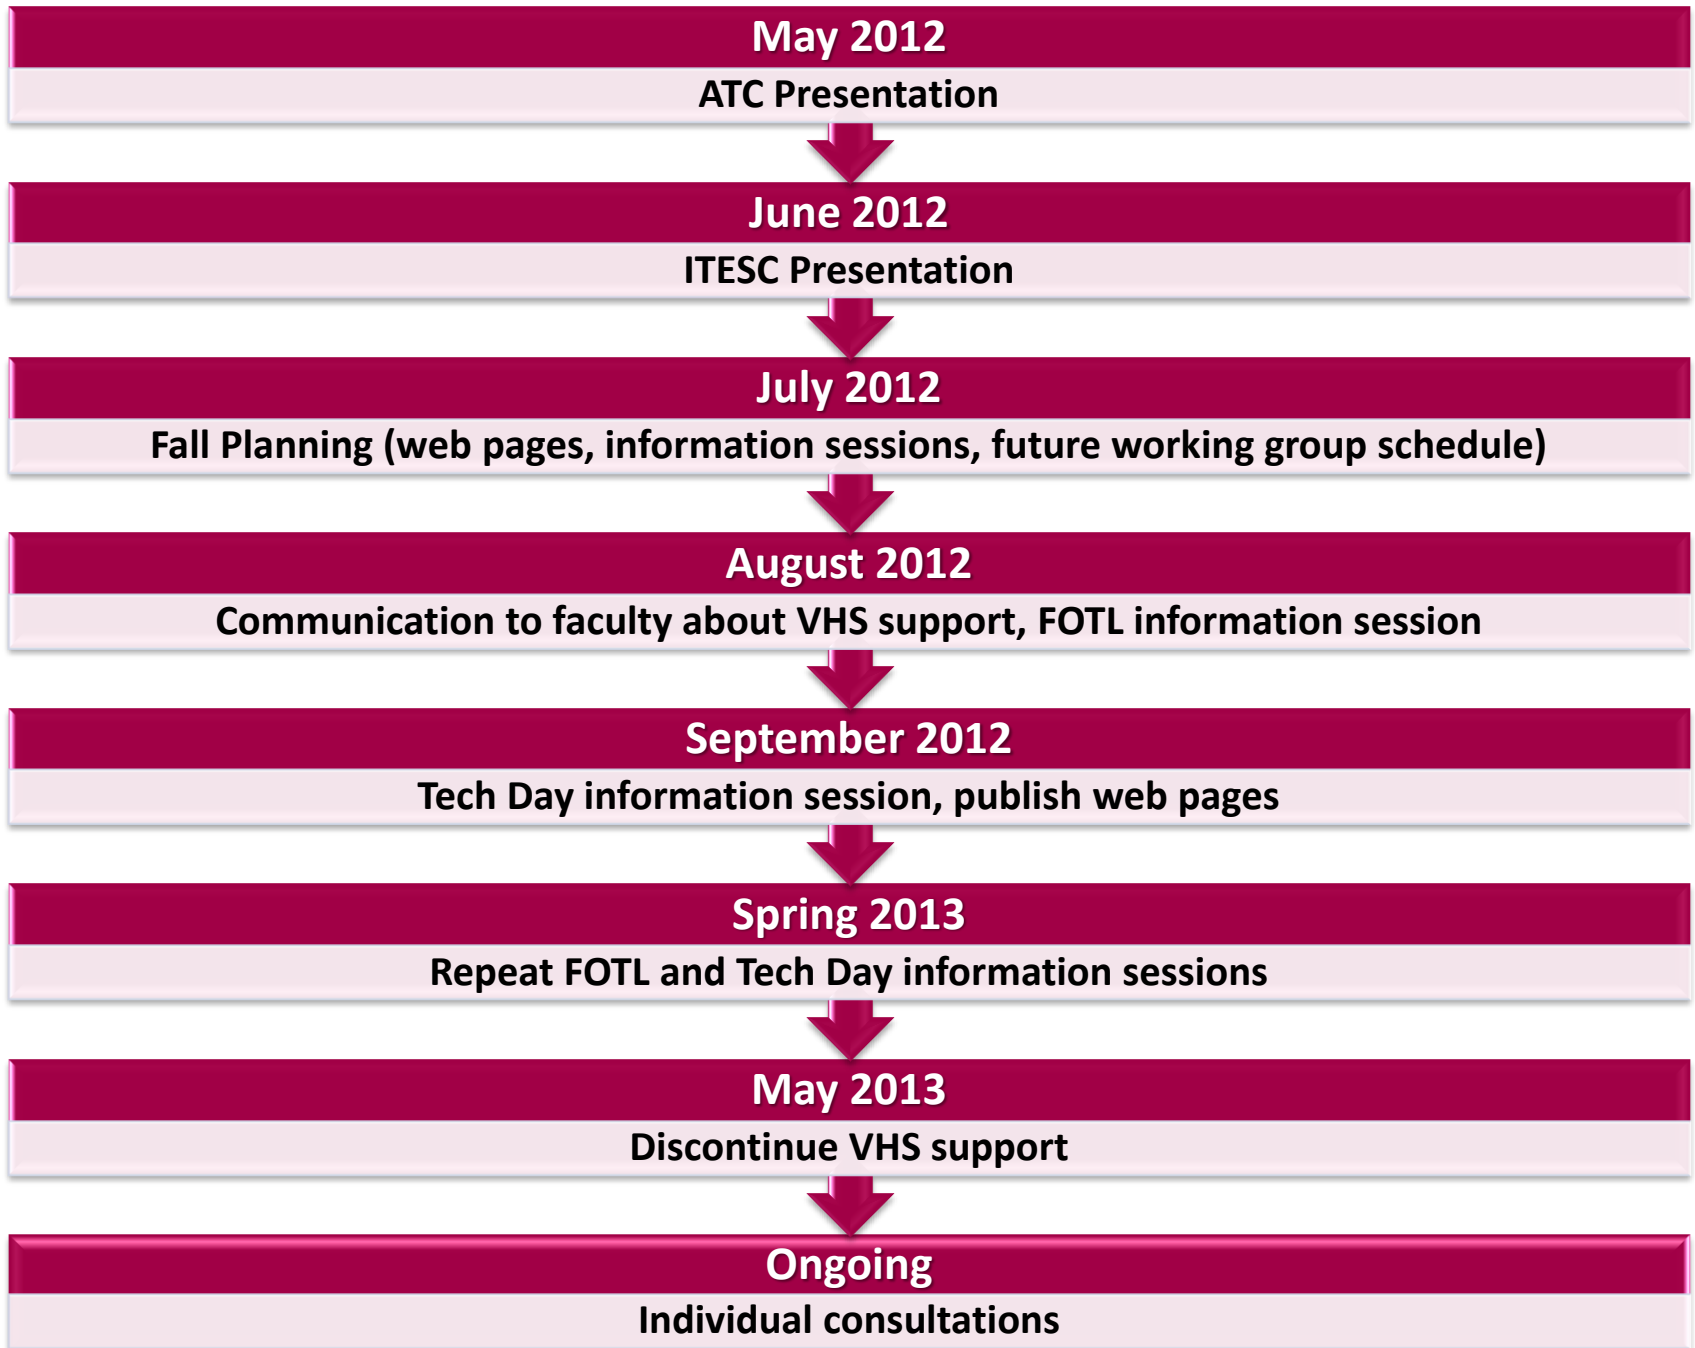 May 2012
ATC Presentation
June 2012
ITESC Presentation
July 2012
Fall Planning (web pages, information sessions, future working group schedule)
August 2012
Communication to faculty about VHS support, FOTL information session
September 2012
Tech Day information session, publish web pages
Spring 2013
Repeat FOTL and Tech Day information sessions
May 2013
Discontinue VHS support
Ongoing
Individual consultations